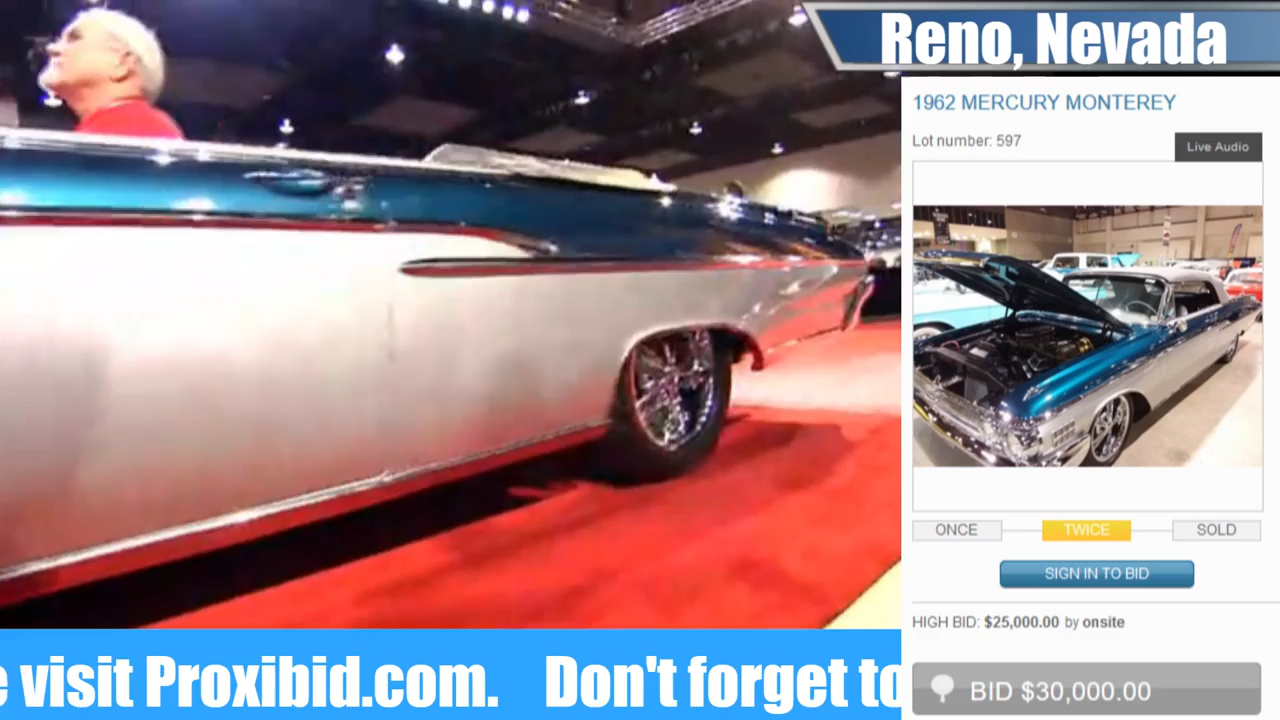 Reno, Nevada
1962 MERCURY MONTEREY
Lot number: 597
Live Audio
ONCE
TWICE
SOLD
SIGN IN TO BID
HIGH BID: $25,000.00 by onsite
BID $30,000.00
visit Proxibid.com. Don't forget to